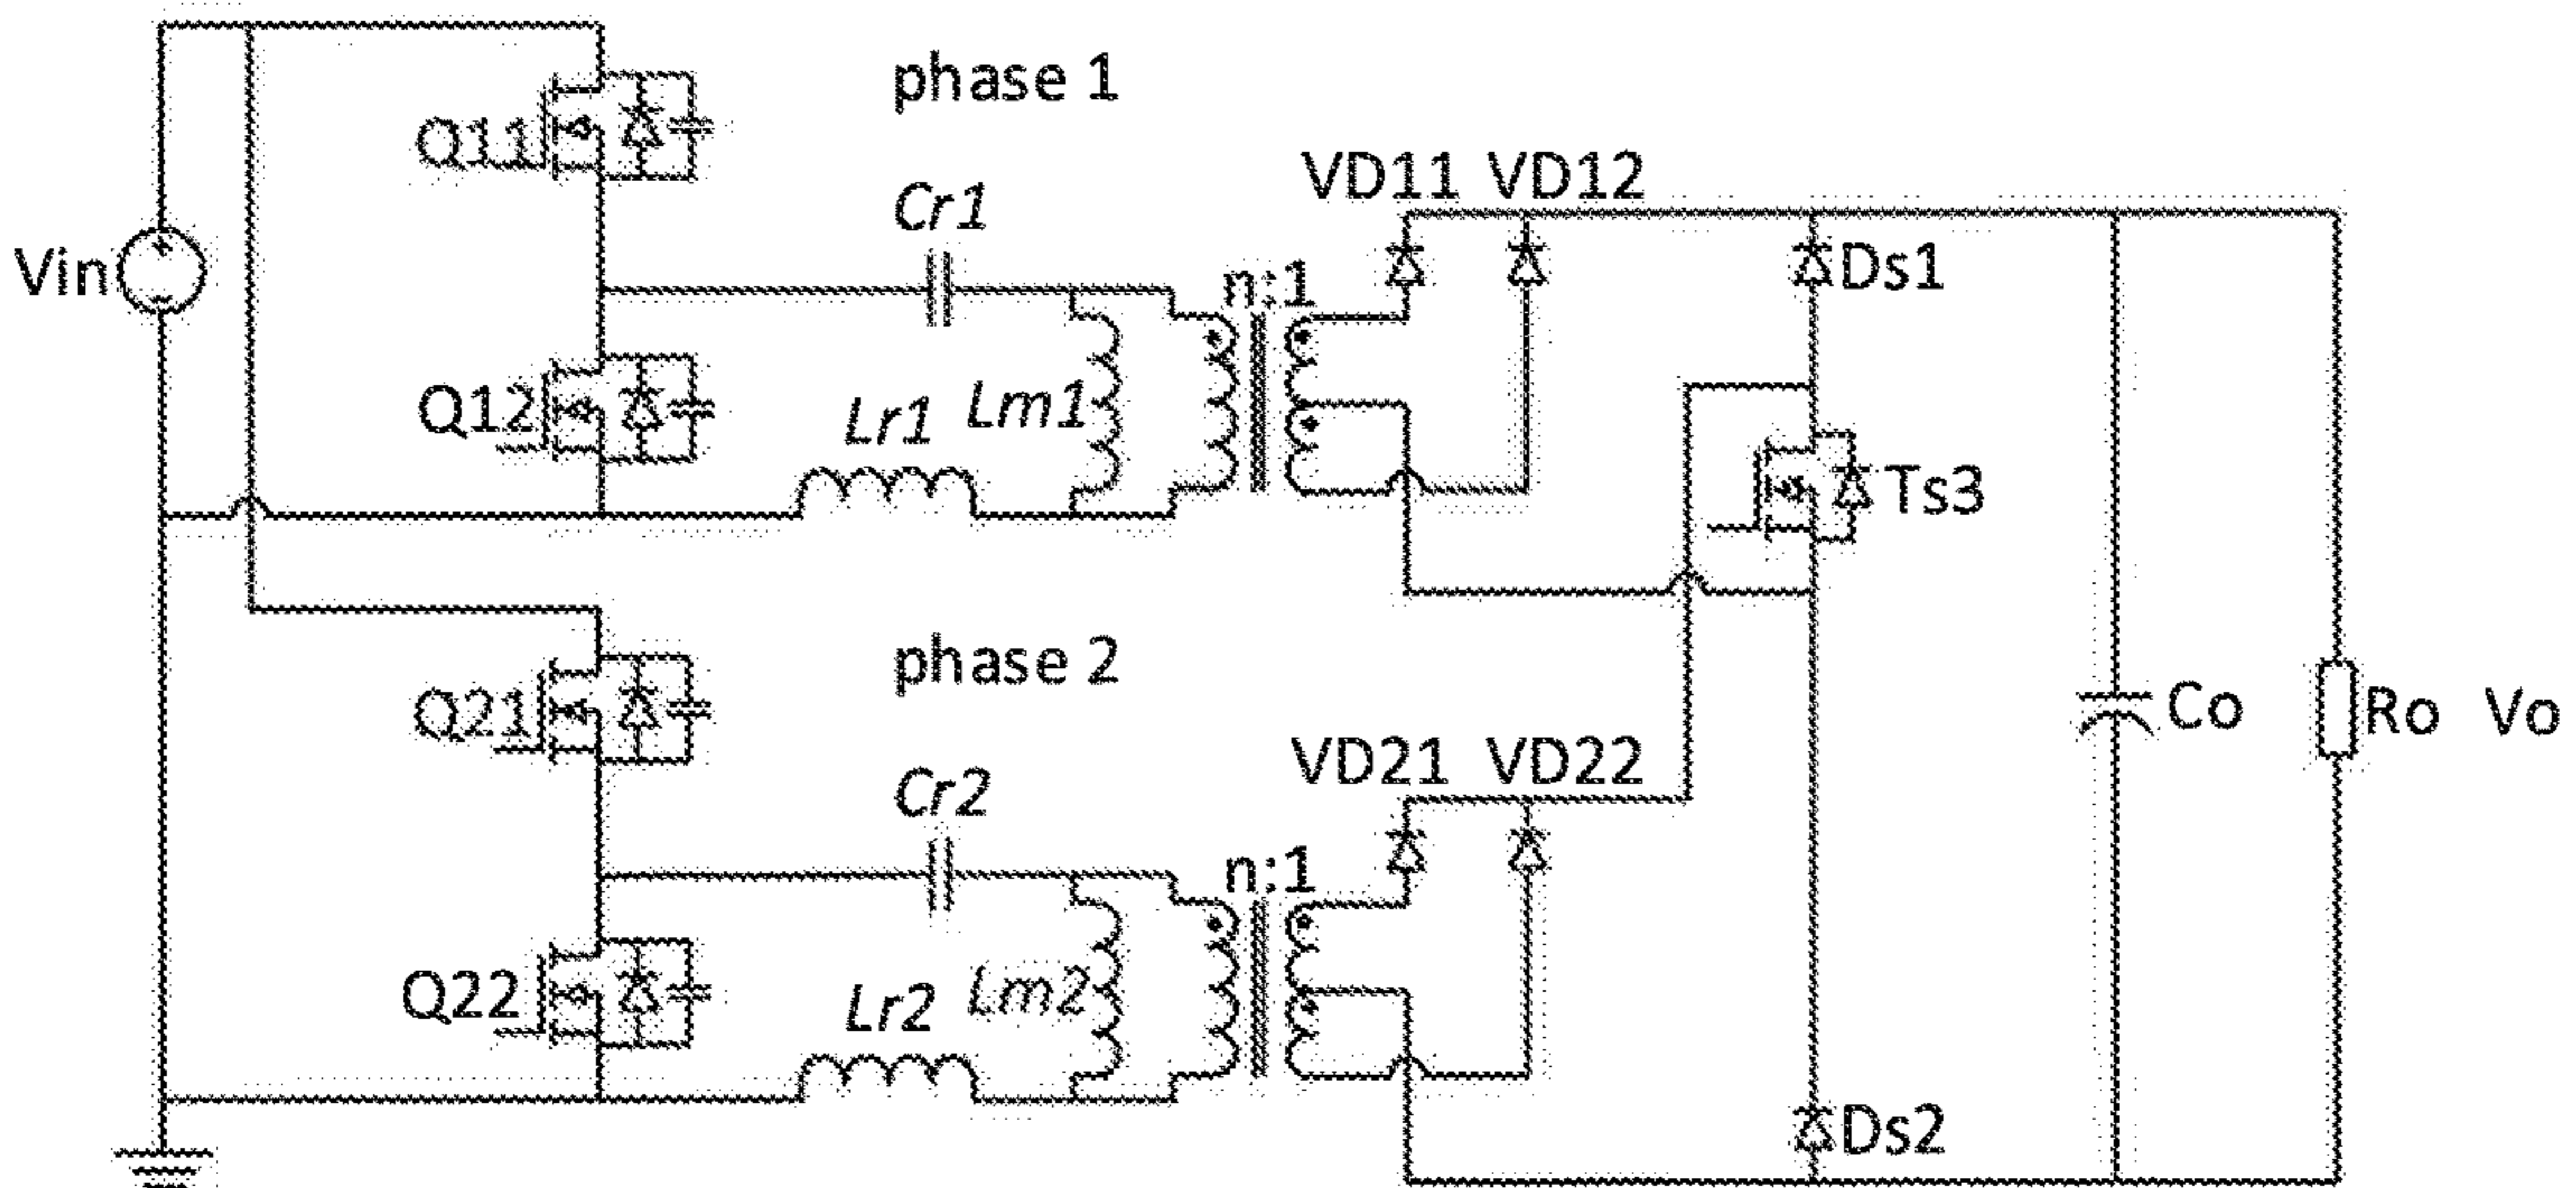 phase 1
Q11
VD11 VD12
Cr1
Vin
n:1
Ds1
Q12
Lr1
Lm1
Ts3
phase 2
Q21
Co
Ro
Vo
VD21 VD22
Cr2
n:1
Q22
Lr2
Lm2
Ds2